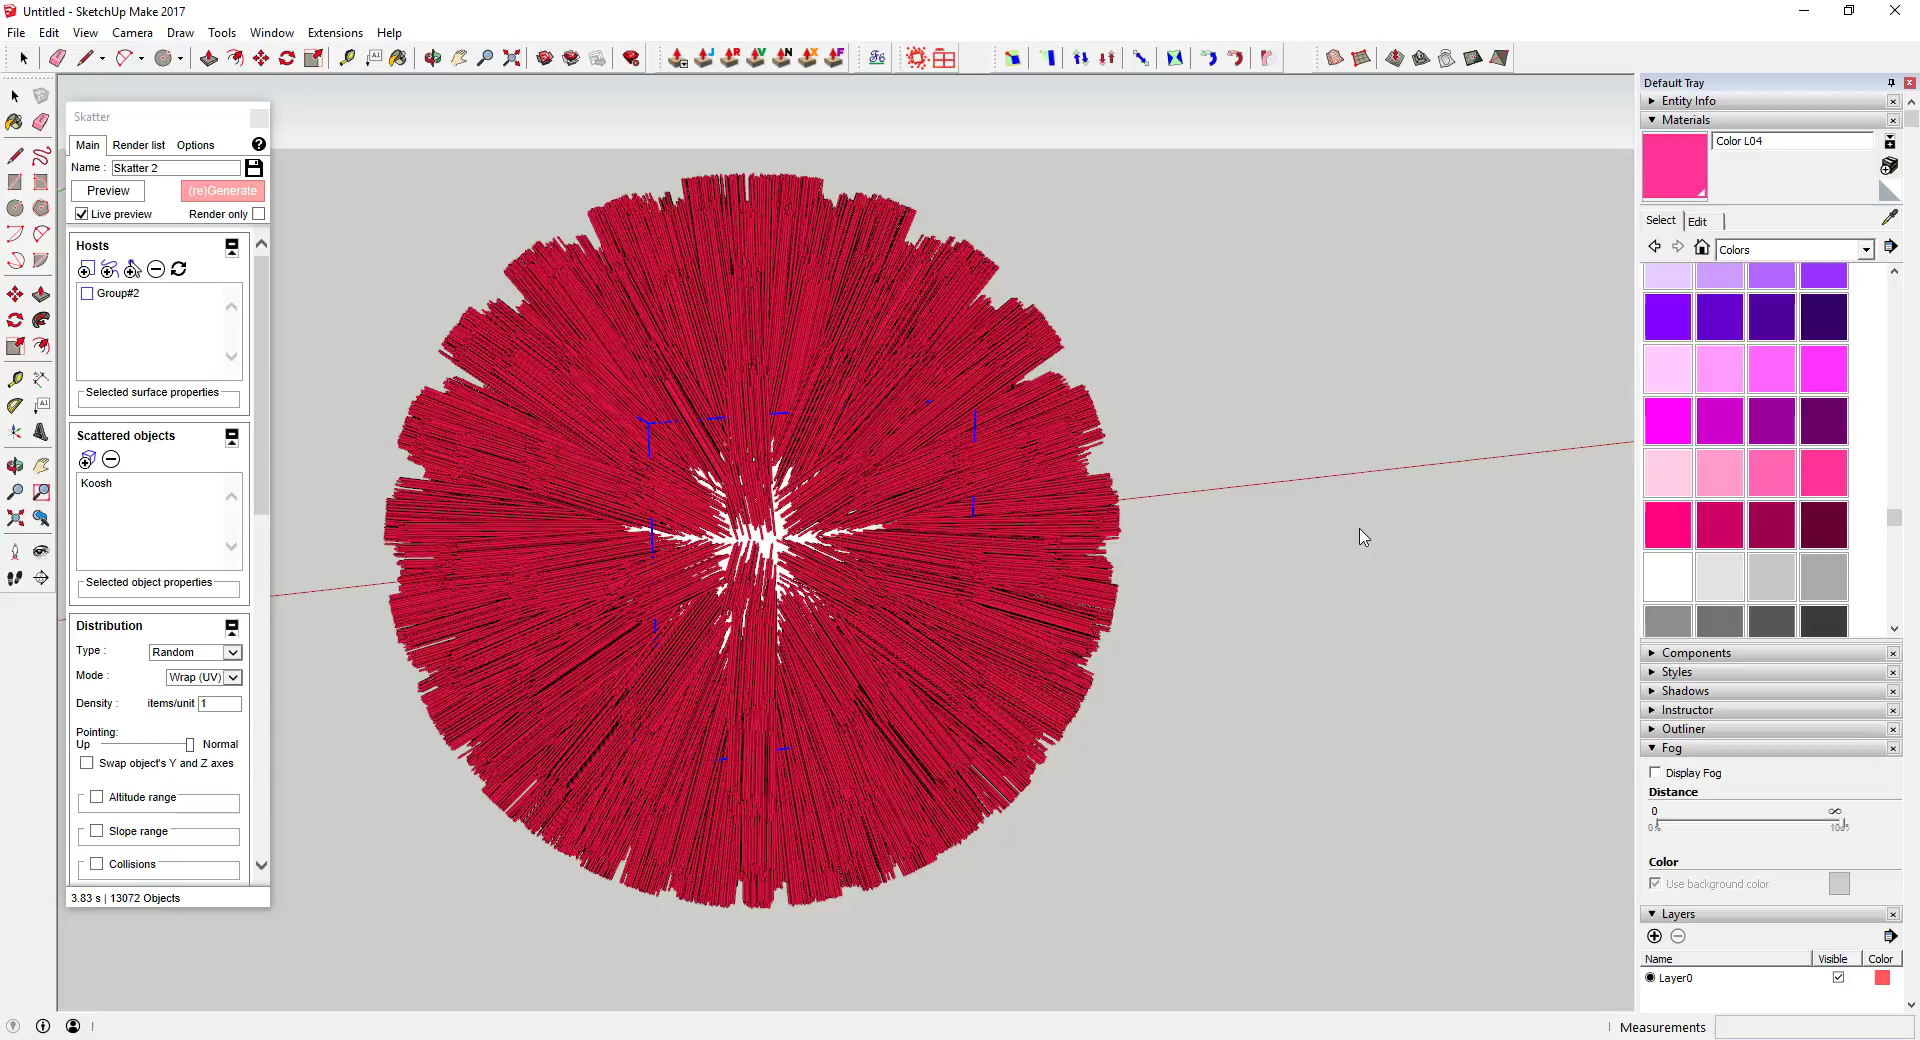 Untitled - SketchUp Make 2017
File Edit View Camera Draw Tools Window Extensions Help
Skatter
Main Render list Options
Name : Skatter 2
Preview (re)Generate
Live preview Render only
Hosts
Group#2
Selected surface properties
Scattered objects
Koosh
Selected object properties
Distribution
Type : Random
Mode : Wrap (UV)
Density : items/unit 1
Pointing:
Up Normal
Swap object's Y and Z axes
Altitude range
Slope range
Collisions
3.83 s | 13072 Objects
Default Tray
Entity Info
Materials
Color L04
Select Edit
Colors
Components
Styles
Shadows
Instructor
Outliner
Fog
Display Fog
Distance
0 ∞
Color
Use background color
Layers
Name Visible Color
Layer0
Measurements